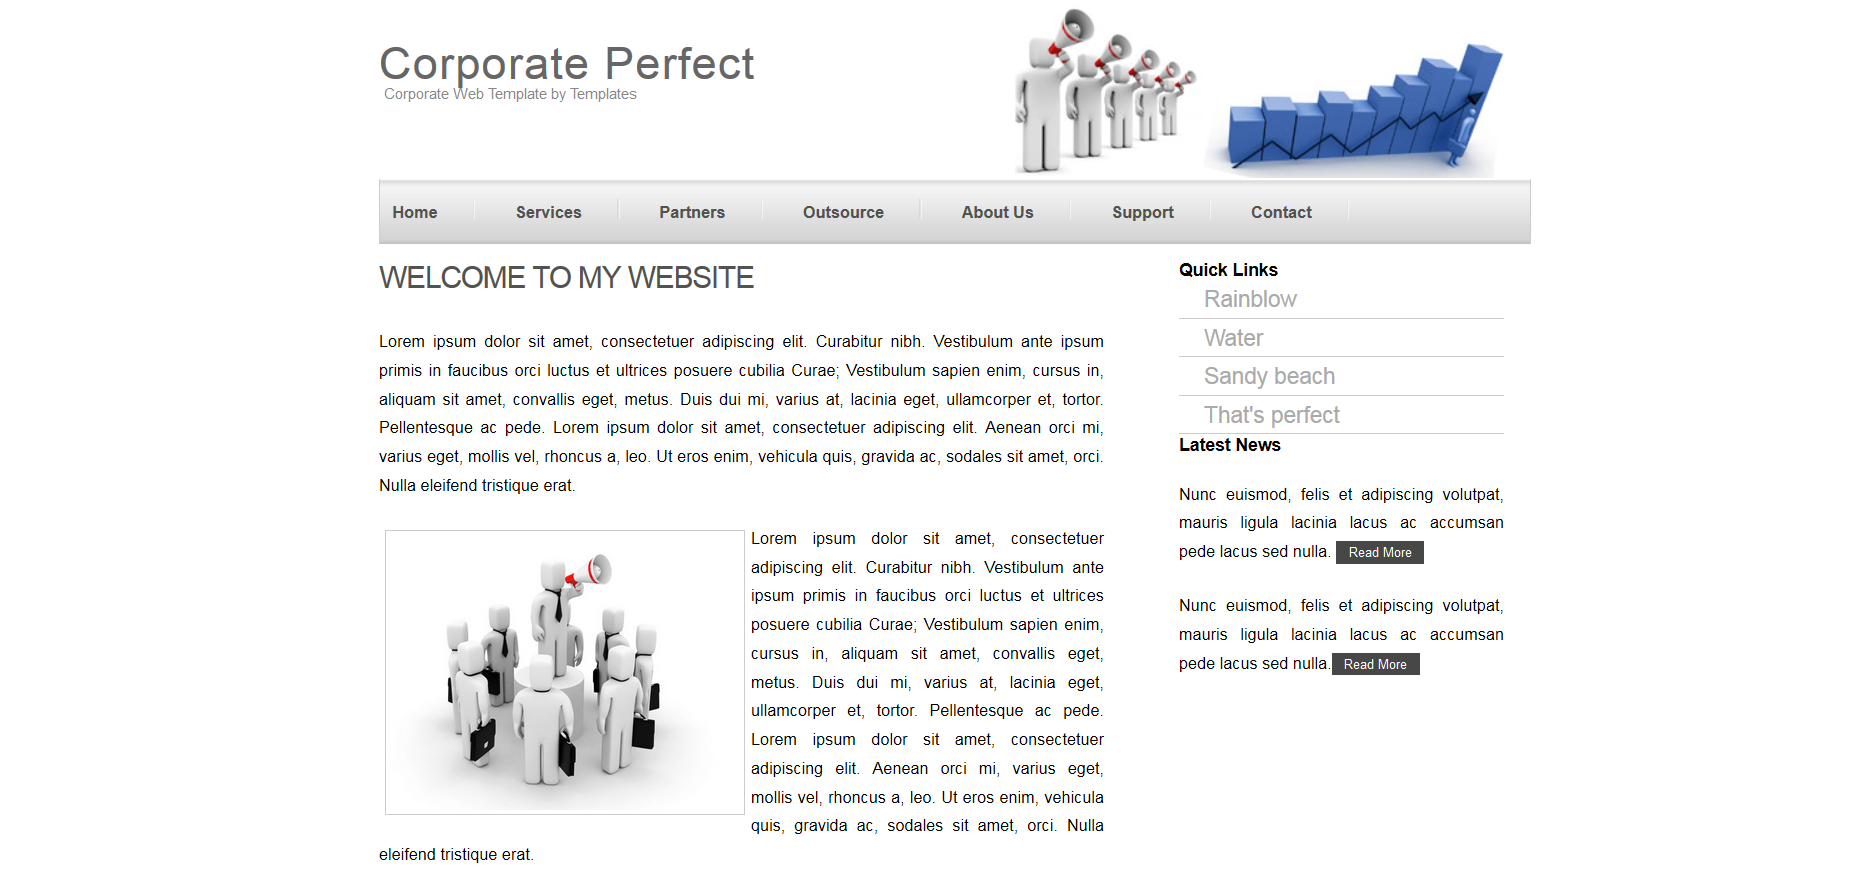 Corporate Perfect
Corporate Web Template by Templates
Home Services Partners Outsource About Us Support Contact
WELCOME TO MY WEBSITE
Lorem ipsum dolor sit amet, consectetuer adipiscing elit. Curabitur nibh. Vestibulum ante ipsum
primis in faucibus orci luctus et ultrices posuere cubilia Curae; Vestibulum sapien enim, cursus in,
aliquam sit amet, convallis eget, metus. Duis dui mi, varius at, lacinia eget, ullamcorper et, tortor.
Pellentesque ac pede. Lorem ipsum dolor sit amet, consectetuer adipiscing elit. Aenean orci mi,
varius eget, mollis vel, rhoncus a, leo. Ut eros enim, vehicula quis, gravida ac, sodales sit amet, orci.
Nulla eleifend tristique erat.
Lorem ipsum dolor sit amet, consectetuer
adipiscing elit. Curabitur nibh. Vestibulum ante
ipsum primis in faucibus orci luctus et ultrices
posuere cubilia Curae; Vestibulum sapien enim,
cursus in, aliquam sit amet, convallis eget,
metus. Duis dui mi, varius at, lacinia eget,
ullamcorper et, tortor. Pellentesque ac pede.
Lorem ipsum dolor sit amet, consectetuer
adipiscing elit. Aenean orci mi, varius eget,
mollis vel, rhoncus a, leo. Ut eros enim, vehicula
quis, gravida ac, sodales sit amet, orci. Nulla
eleifend tristique erat.
Quick Links
Rainblow
Water
Sandy beach
That's perfect
Latest News
Nunc euismod, felis et adipiscing volutpat,
mauris ligula lacinia lacus ac accumsan
pede lacus sed nulla. Read More
Nunc euismod, felis et adipiscing volutpat,
mauris ligula lacinia lacus ac accumsan
pede lacus sed nulla. Read More